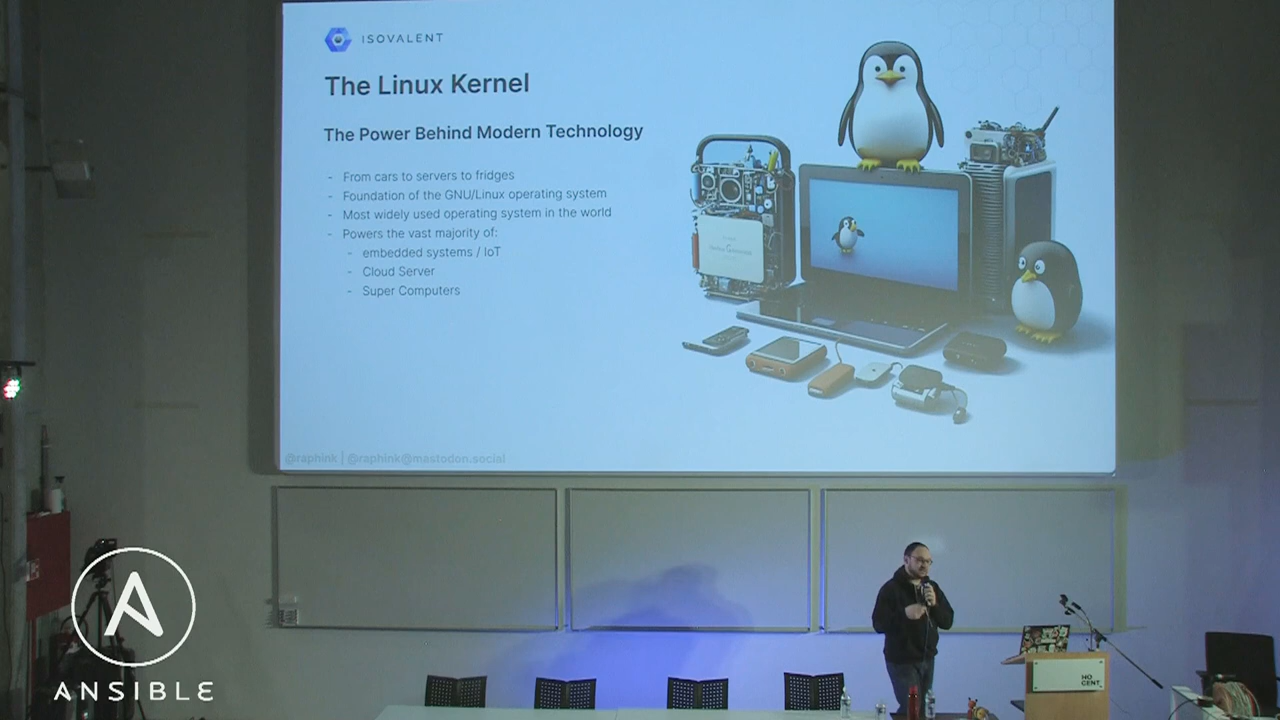 ISOVALENT
The Linux Kernel
The Power Behind Modern Technology
- From cars to servers to fridges
- Foundation of the GNU/Linux operating system
- Most widely used operating system in the world
- Powers the vast majority of:
- embedded systems / IoT
- Cloud Server
- Super Computers
@raphink | @raphink@mastodon.social
HO
GENT
ANSIBLE